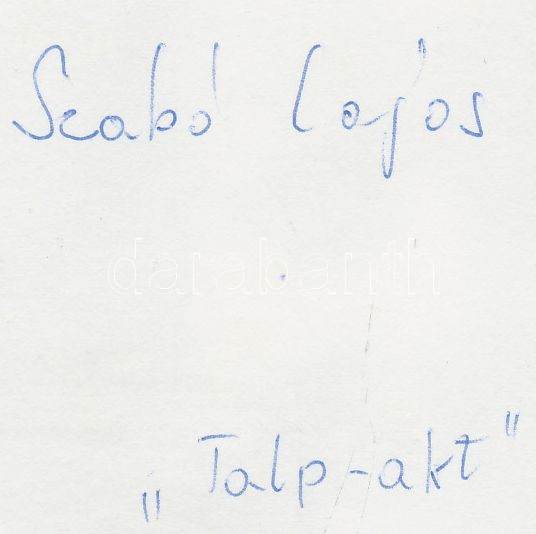 Szabó Lajos
darabanth
„Talp-akt"